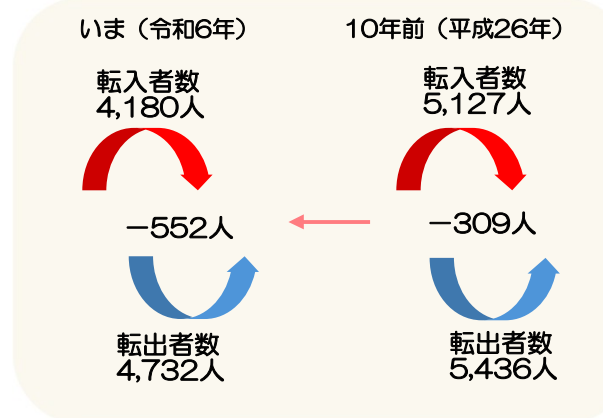 いま（令和6年）
転入者数
4,180人
－552人
転出者数
4,732人
10年前（平成26年）
転入者数
5,127人
－309人
転出者数
5,436人